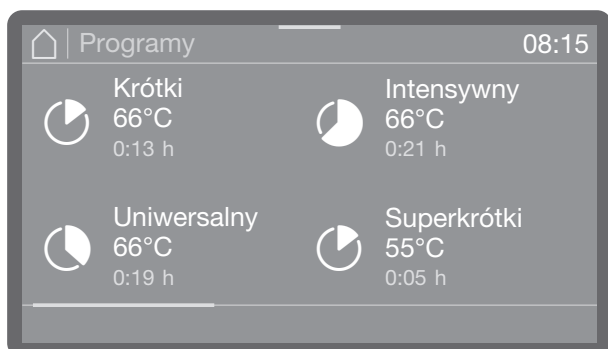 Programy
08:15
Krótki
66°C
0:13 h
Intensywny
66°C
0:21 h
Uniwersalny
66°C
0:19 h
Superkrótki
55°C
0:05 h